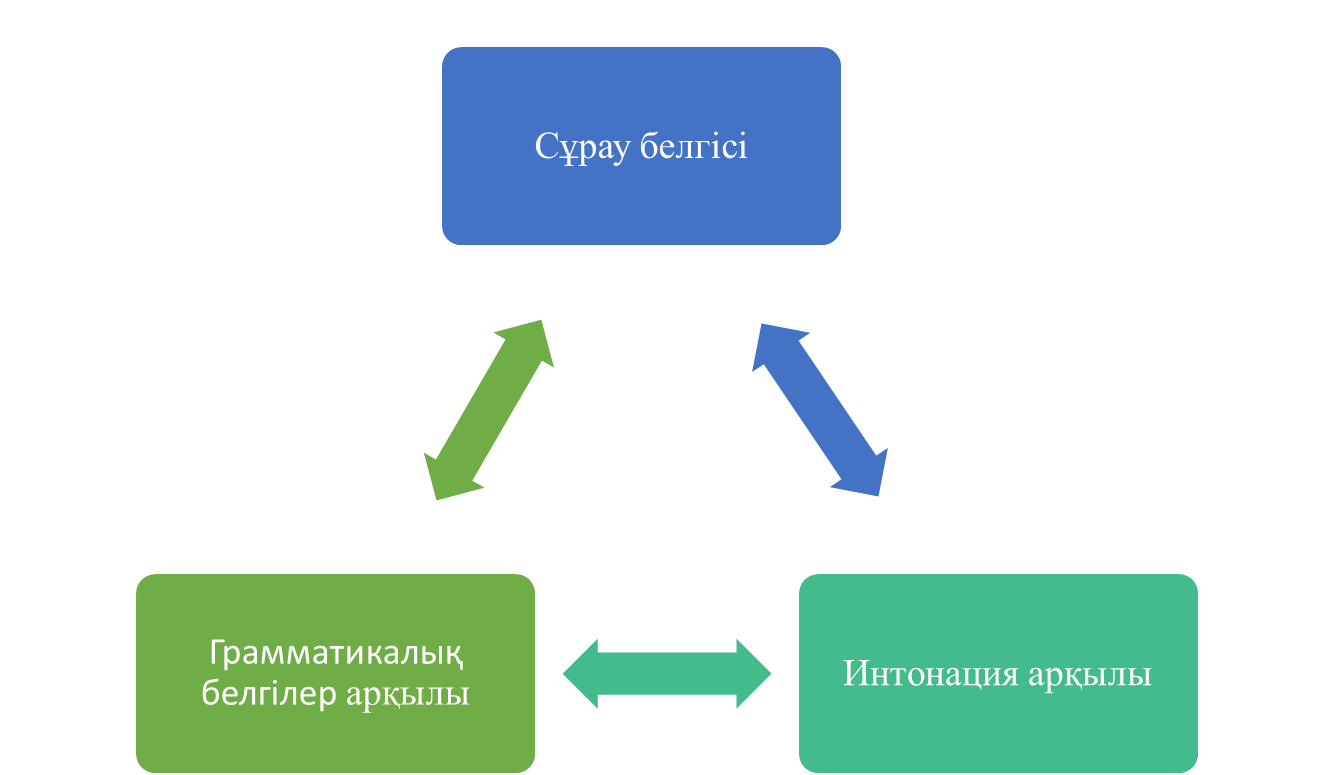 Сұрау белгісі
Грамматикалық
белгілер арқылы
Интонация арқылы